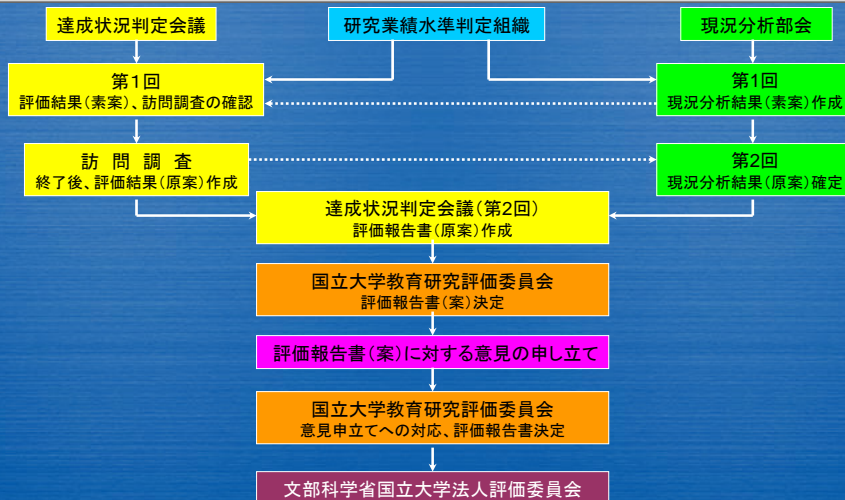 達成状況判定会議
研究業績水準判定組織
現況分析部会
第1回
評価結果(素案)、訪問調査の確認
第1回
現況分析結果(素案)作成
訪 問 調 査
終了後、評価結果(原案)作成
第2回
現況分析結果(原案)確定
達成状況判定会議(第2回)
評価報告書(原案)作成
国立大学教育研究評価委員会
評価報告書(案)決定
評価報告書(案)に対する意見の申し立て
国立大学教育研究評価委員会
意見申立てへの対応、評価報告書決定
文部科学省国立大学法人評価委員会